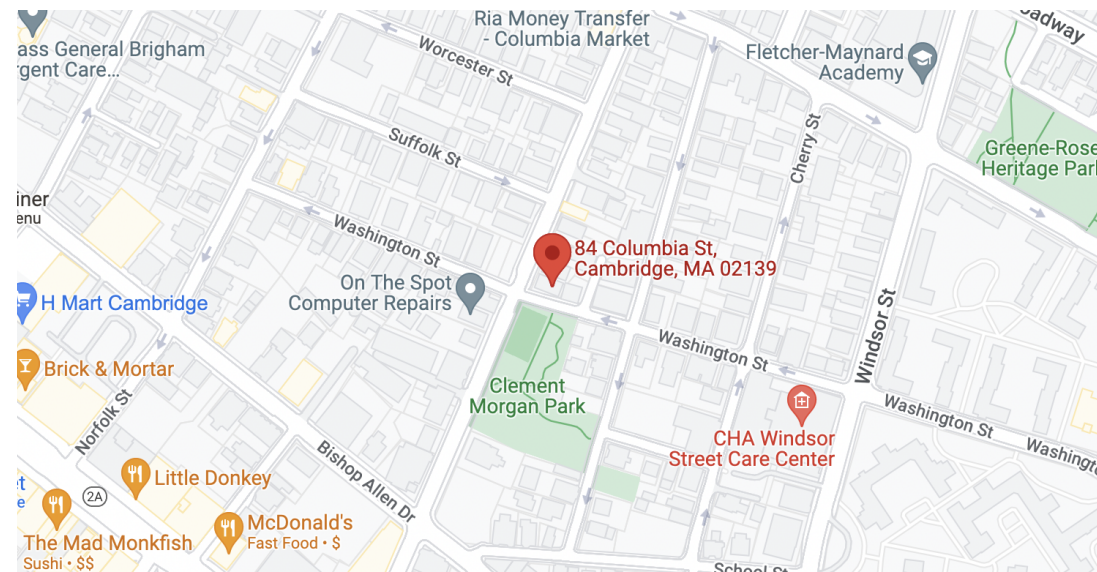 Ria Money Transfer
- Columbia Market
Worcester St
General Brigham
Care...
Fletcher-Maynard
Academy
Suffolk St
Cherry St
Greene-Rose
Heritage
Washington St
84 Columbia St,
Cambridge, MA 02139
On The Spot
Computer Repairs
H Mart Cambridge
Windsor St
Washington St
Brick & Mortar
Clement
Morgan Park
Norfolk St
CHA Windsor
Street Care Center
Washington St
Bishop Allen Dr
Little Donkey
2A
McDonald's
Fast Food • $
The Mad Monkfish
Sushi • $$
School St